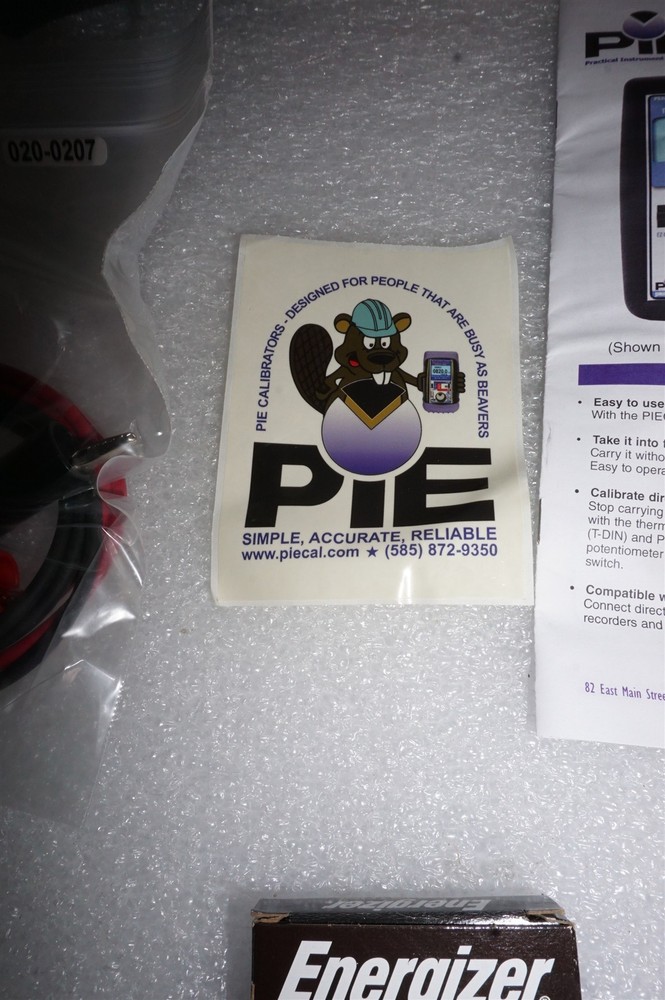 020-0207
PIE CALIBRATORS - DESIGNED FOR PEOPLE THAT ARE BUSY AS BEAVERS
PIE
SIMPLE, ACCURATE, RELIABLE
www.piecal.com ★ (585) 872-9350
Practical Instrument
(Shown
• Easy to use
With the PIE
• Take it into
Carry it witho
Easy to opera
• Calibrate dir
Stop carrying
with the therm
(T-DIN) and P
potentiometer
switch.
• Compatible w
Connect direct
recorders and
82 East Main Stree
Energizer
Energizer